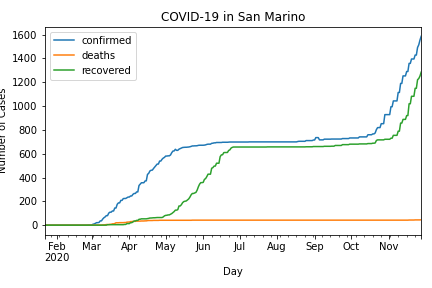 COVID-19 in San Marino
confirmed
deaths
recovered
1600
1400
1200
1000
800
600
400
200
0
Number of Cases
Feb Mar Apr May Jun Jul Aug Sep Oct Nov
2020
Day